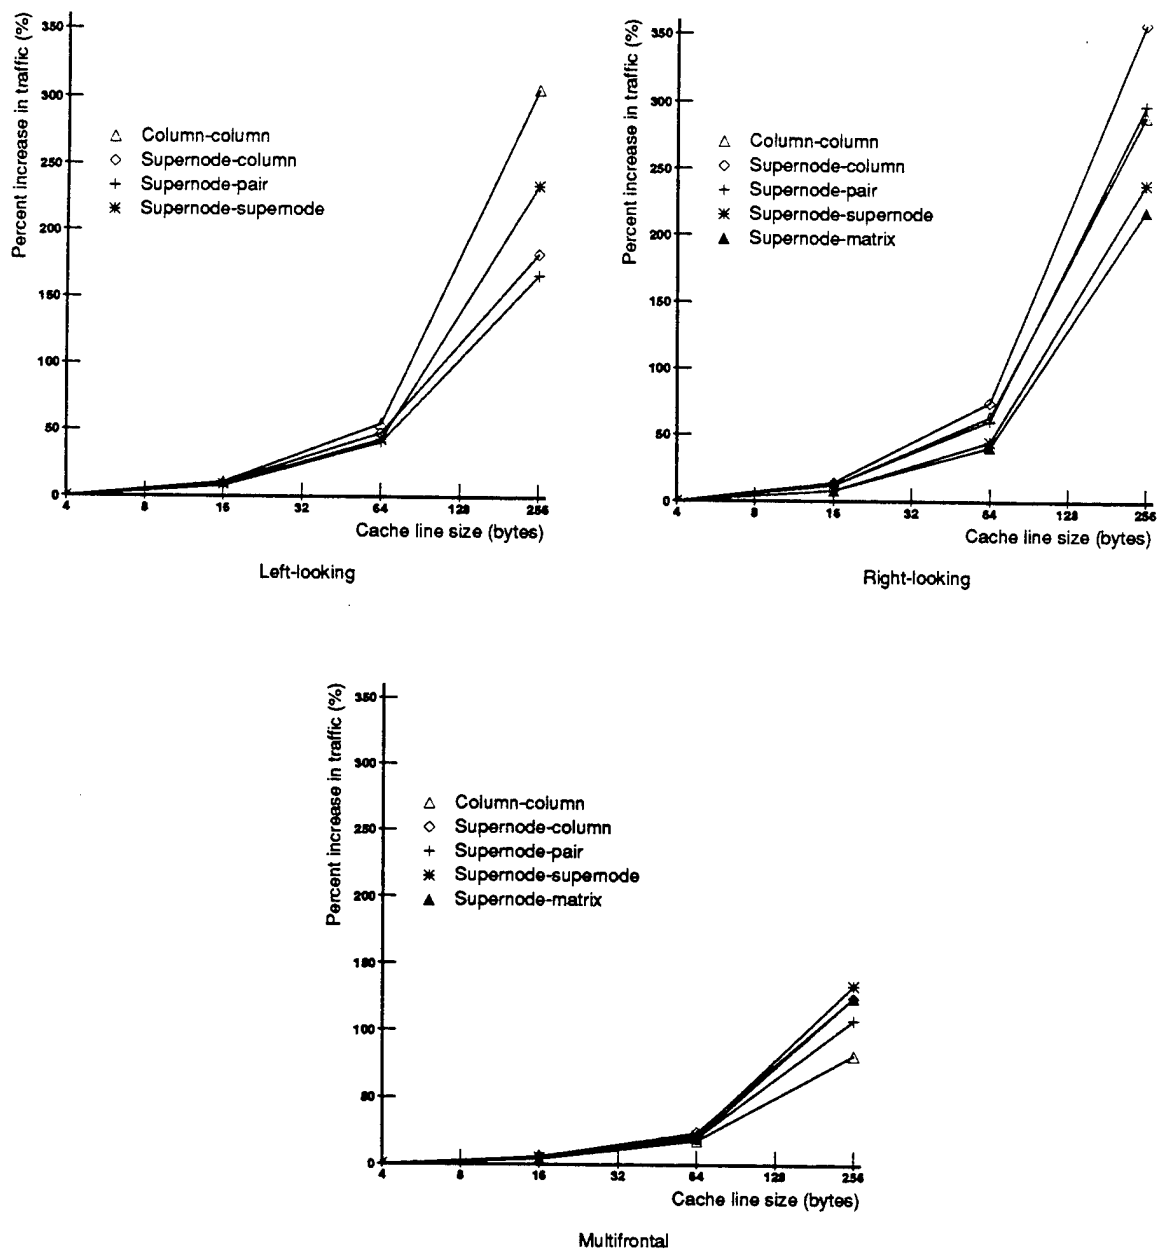 Percent increase in traffic (%)
350
300
250
200
150
100
50
0
Column-column
Supernode-column
Supernode-pair
Supernode-supernode
4 8 16 32 64 128 256
Cache line size (bytes)
Left-looking
Percent increase in traffic (%)
350
300
250
200
150
100
50
0
Column-column
Supernode-column
Supernode-pair
Supernode-supernode
Supernode-matrix
4 8 16 32 64 128 256
Cache line size (bytes)
Right-looking
Percent increase in traffic (%)
350
300
250
200
150
100
50
0
Column-column
Supernode-column
Supernode-pair
Supernode-supernode
Supernode-matrix
4 8 16 32 64 128 256
Cache line size (bytes)
Multifrontal